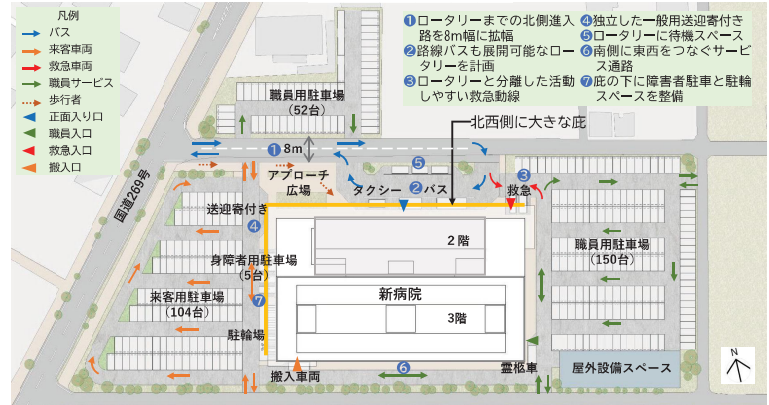 凡例
バス
来客車両
救急車両
職員サービス
歩行者
正面入り口
職員入口
救急入口
搬入口
❶ロータリーまでの北側進入
路を8m幅に拡幅
❷路線バスも展開可能なロー
タリーを計画
❸ロータリーと分離した活動
しやすい救急動線
❹独立した一般用送迎寄付き
❺ロータリーに待機スペース
❻南側に東西をつなぐサービ
ス通路
❼庇の下に障害者駐車と駐輪
スペースを整備
職員用駐車場
(52台)
北西側に大きな庇
❶8m
国道269号
アプローチ
広場
❺
タクシー
❷バス
❸
救急
送迎寄付き
❹
2階
職員用駐車場
(150台)
身障者用駐車場
(5台)
新病院
❼
来客用駐車場
(104台)
3階
駐輪場
搬入車両
❻
霊柩車
屋外設備スペース
N